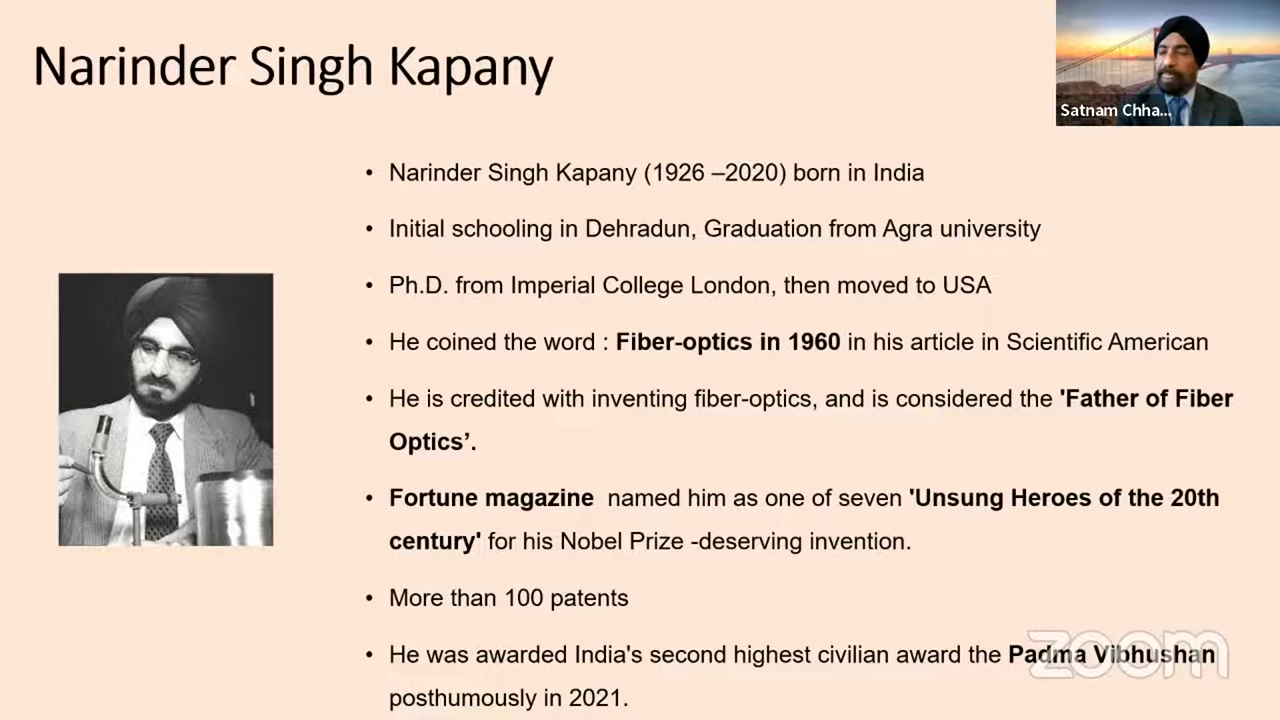 Narinder Singh Kapany
Satnam Chha...
• Narinder Singh Kapany (1926 –2020) born in India
• Initial schooling in Dehradun, Graduation from Agra university
• Ph.D. from Imperial College London, then moved to USA
• He coined the word : Fiber-optics in 1960 in his article in Scientific American
• He is credited with inventing fiber-optics, and is considered the 'Father of Fiber
Optics’.
• Fortune magazine  named him as one of seven 'Unsung Heroes of the 20th
century' for his Nobel Prize -deserving invention.
• More than 100 patents
• He was awarded India's second highest civilian award the Padma Vibhushan
posthumously in 2021.
zoom